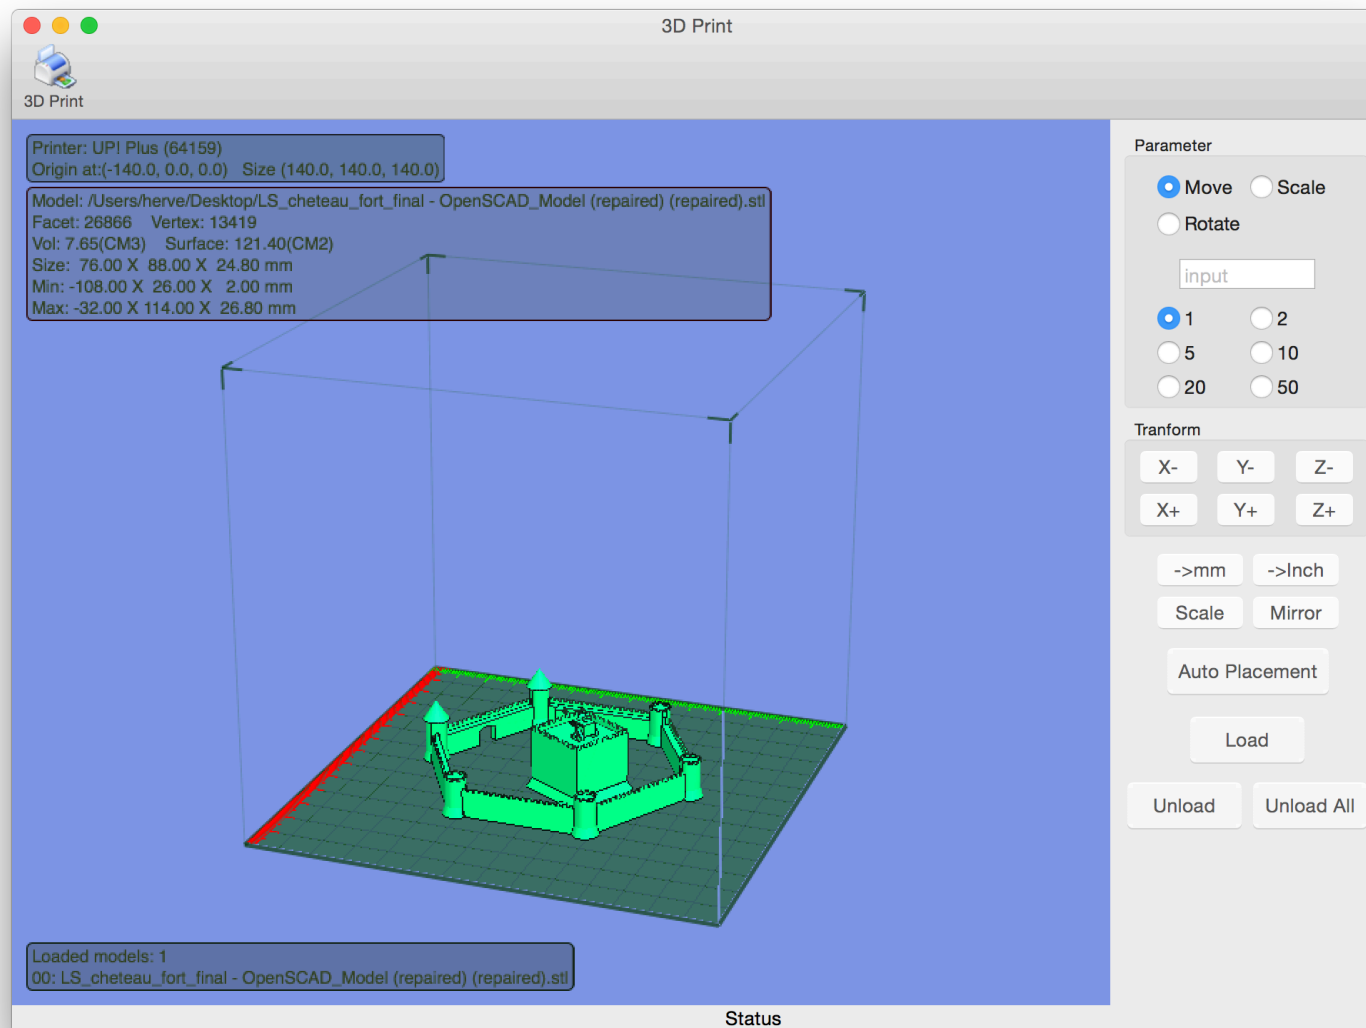 3D Print
3D Print
Printer: UP! Plus (64159)
Origin at:(-140.0, 0.0, 0.0)   Size (140.0, 140.0, 140.0)
Model: /Users/herve/Desktop/LS_cheteau_fort_final - OpenSCAD_Model (repaired) (repaired).stl
Facet: 26866    Vertex: 13419
Vol: 7.65(CM3)    Surface: 121.40(CM2)
Size:  76.00 X  88.00 X  24.80 mm
Min: -108.00 X  26.00 X   2.00 mm
Max: -32.00 X 114.00 X  26.80 mm
Loaded models: 1
00: LS_cheteau_fort_final - OpenSCAD_Model (repaired) (repaired).stl
Parameter
Move Scale
Rotate
input
1 2
5 10
20 50
Tranform
X- Y- Z-
X+ Y+ Z+
->mm ->Inch
Scale Mirror
Auto Placement
Load
Unload Unload All
Status